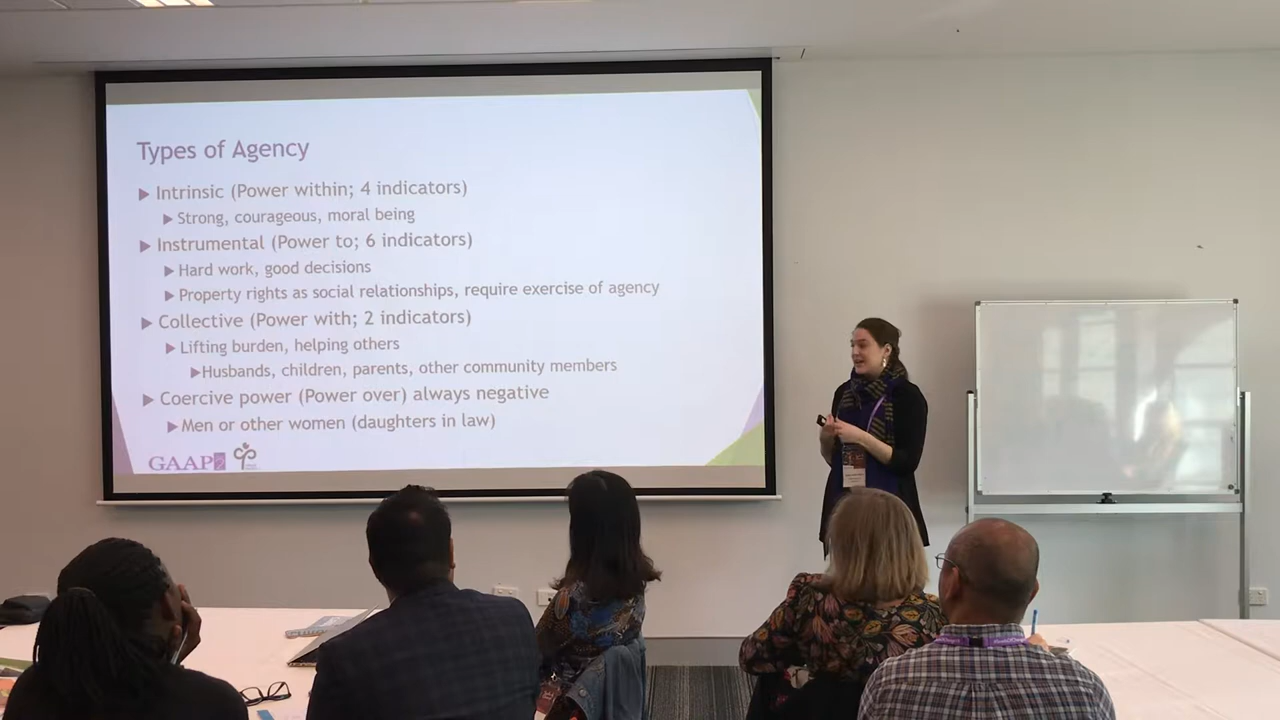 Types of Agency
Intrinsic (Power within; 4 indicators)
Strong, courageous, moral being
Instrumental (Power to; 6 indicators)
Hard work, good decisions
Property rights as social relationships, require exercise of agency
Collective (Power with; 2 indicators)
Lifting burden, helping others
Husbands, children, parents, other community members
Coercive power (Power over) always negative
Men or other women (daughters in law)
GAAP2